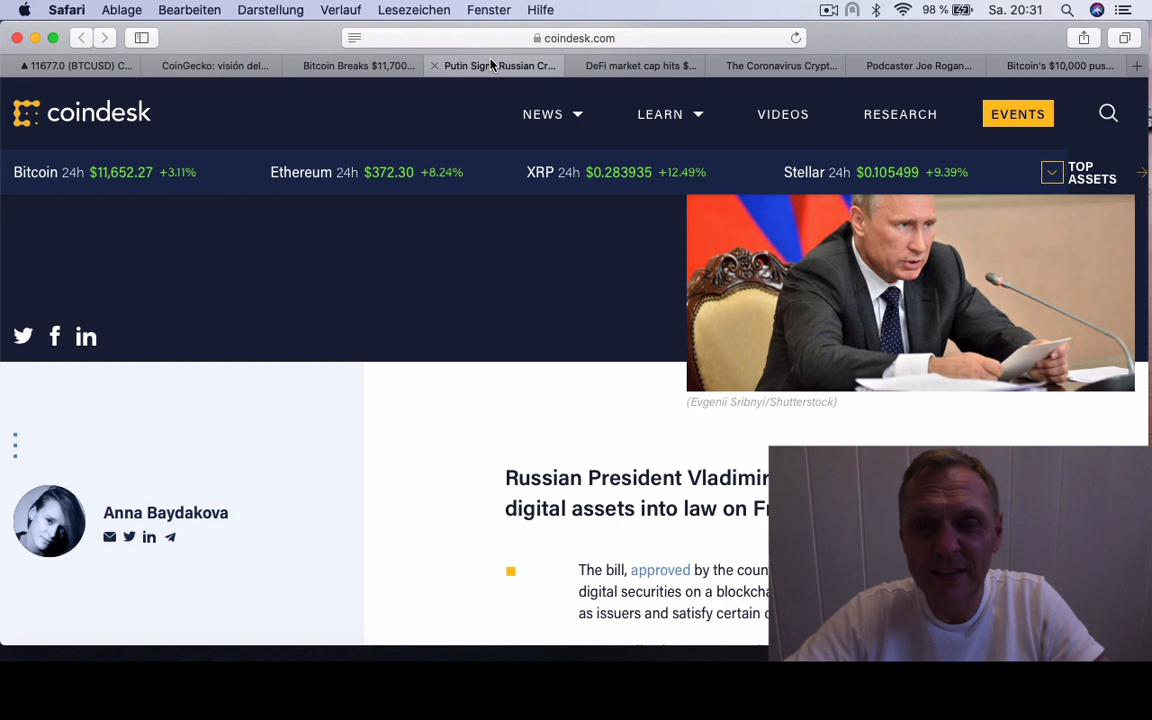 Safari Ablage Bearbeiten Darstellung Verlauf Lesezeichen Fenster Hilfe 98 % Sa. 20:31
coindesk.com
▲ 11677.0 (BTCUSD) C... CoinGecko: visión del... Bitcoin Breaks $11,700... Putin Sign Russian Cr... DeFi market cap hits $... The Coronavirus Crypt... Podcaster Joe Rogan... Bitcoin's $10,000 pus...
coindesk NEWS LEARN VIDEOS RESEARCH EVENTS
Bitcoin 24h $11,652.27 +3.11% Ethereum 24h $372.30 +8.24% XRP 24h $0.283935 +12.49% Stellar 24h $0.105499 +9.39% TOP
ASSETS
(Evgenii Sribnyi/Shutterstock)
Russian President Vladimir
digital assets into law on Fr
Anna Baydakova
The bill, approved by the coun
digital securities on a blockcha
as issuers and satisfy certain c